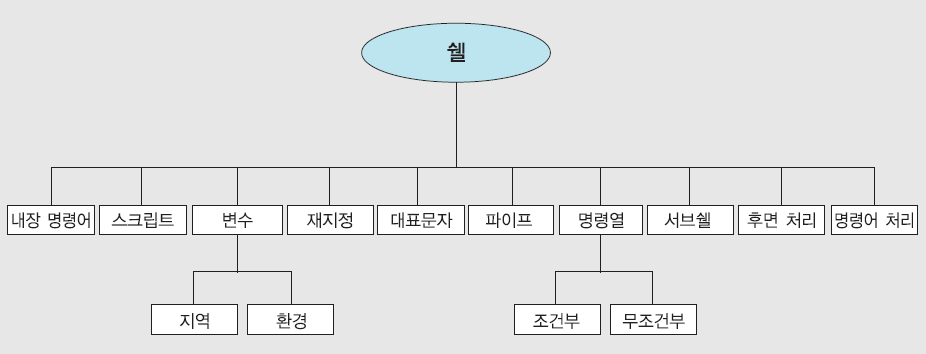 쉘
내장 명령어
스크립트
변수
재지정
대표문자
파이프
명령열
서브쉘
후면 처리
명령어 처리
지역
환경
조건부
무조건부